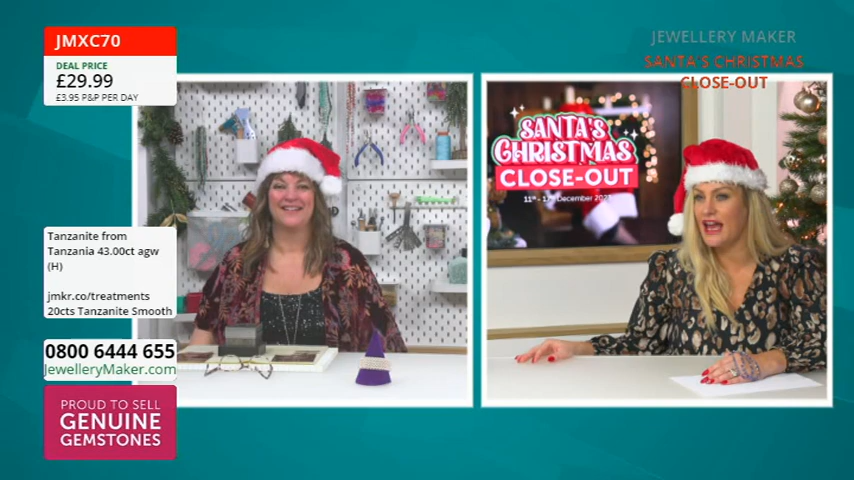 JMXC70
DEAL PRICE
£29.99
£3.95 P&P PER DAY
Tanzanite from
Tanzania 43.00ct agw
(H)
jmkr.co/treatments
20cts Tanzanite Smooth
0800 6444 655
JewelleryMaker.com
PROUD TO SELL
GENUINE
GEMSTONES
SANTA'S
CHRISTMAS
CLOSE-OUT
December
JEWELLERY MAKER
SANTA'S CHRISTMAS
CLOSE-OUT